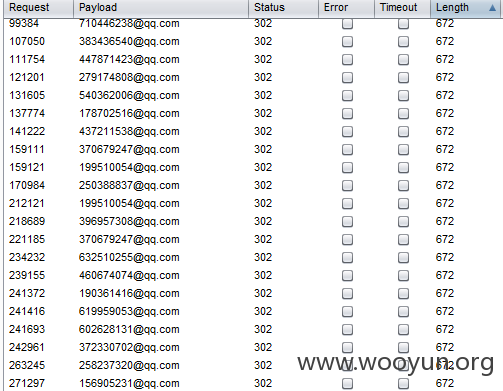 Request Payload Status Error Timeout Length
99384 710446238@qq.com 302 672
107050 383436540@qq.com 302 672
111754 447871423@qq.com 302 672
121201 279174808@qq.com 302 672
131605 540362006@qq.com 302 672
137774 178702516@qq.com 302 672
141222 437211538@qq.com 302 672
159111 370679247@qq.com 302 672
159121 199510054@qq.com 302 672
170984 250388837@qq.com 302 672
212121 199510054@qq.com 302 672
218689 396957308@qq.com 302 672
221185 370679247@qq.com 302 672
234232 632510255@qq.com 302 672
239155 460674074@qq.com 302 672
241372 190361416@qq.com 302 672
241416 619959053@qq.com 302 672
241693 602628131@qq.com 302 672
242961 372330702@qq.com 302 672
263245 258237320@qq.com 302 672
271297 156905231@qq.com 302 672
www.wooyun.org